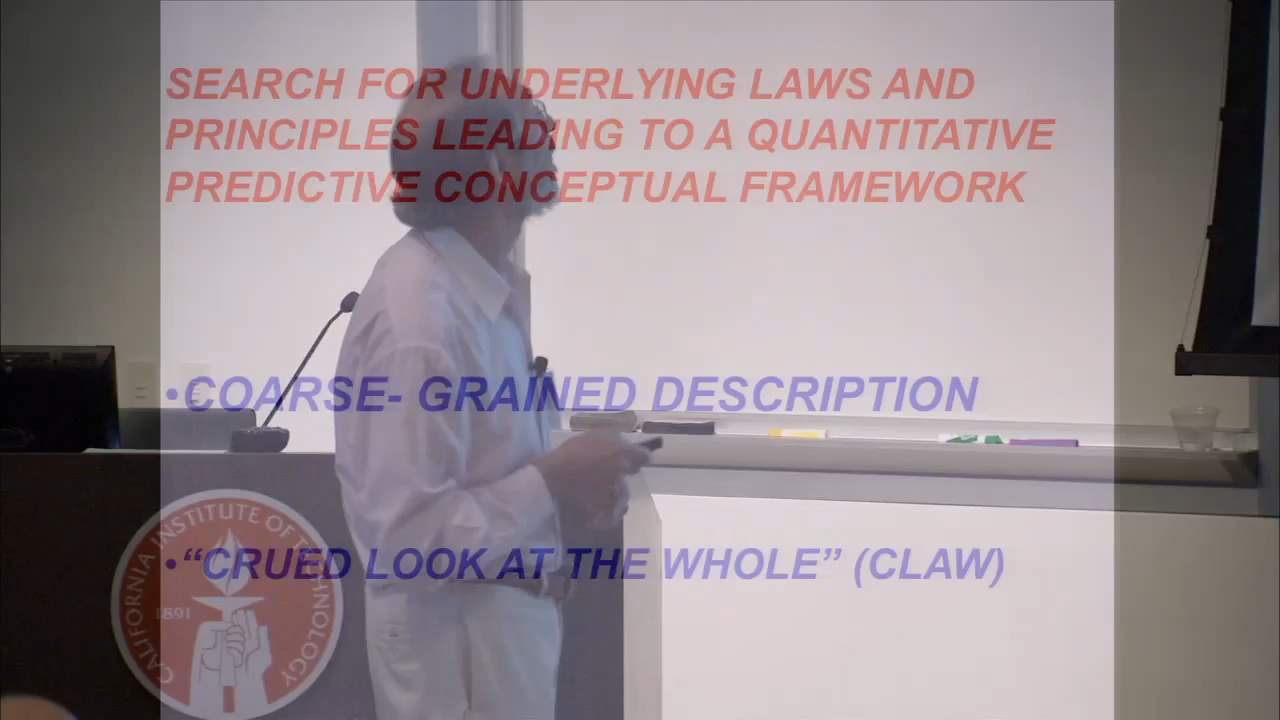 SEARCH FOR UNDERLYING LAWS AND
PRINCIPLES LEADING TO A QUANTITATIVE
PREDICTIVE CONCEPTUAL FRAMEWORK
•COARSE- GRAINED DESCRIPTION
•“CRUED LOOK AT THE WHOLE” (CLAW)
CALIFORNIA INSTITUTE OF TECHNOLOGY
1891